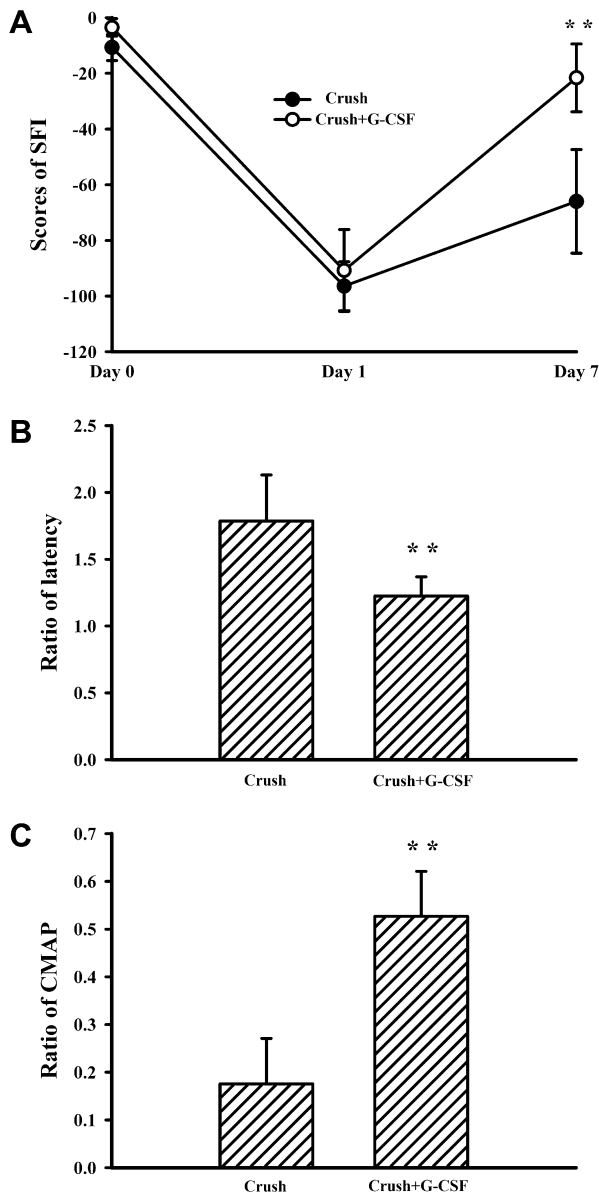 A
Scores of SFI
0
-20
-40
-60
-80
-100
-120
* *
Crush
Crush+G-CSF
Day 0
Day 1
Day 7
B
Ratio of latency
2.5
2.0
1.5
1.0
0.5
0.0
* *
Crush
Crush+G-CSF
C
Ratio of CMAP
0.7
0.6
0.5
0.4
0.3
0.2
0.1
0.0
* *
Crush
Crush+G-CSF